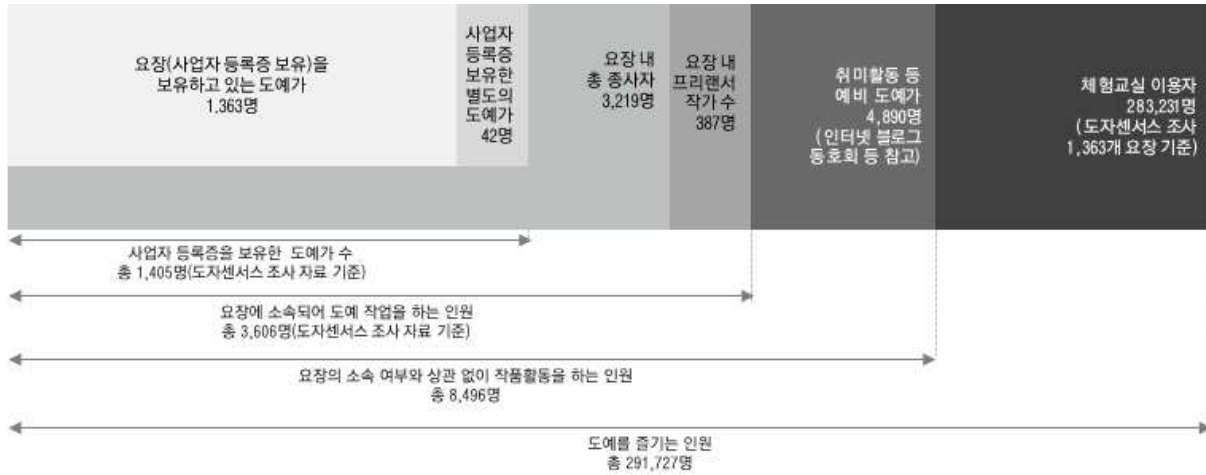 요장(사업자 등록증 보유)을
보유하고 있는 도예가
1,363명
사업자
등록증
보유한
별도의
도예가
42명
요장 내
총 종사자
3,219명
요장 내
프리랜서
작가 수
387명
취미활동 등
예비 도예가
4,890명
(인터넷 블로그
동호회 등 참고)
체험교실 이용자
283,231명
(도자센서스 조사
1,363개 요장 기준)
사업자 등록증을 보유한 도예가 수
총 1,405명(도자센서스 조사 자료 기준)
요장에 소속되어 도예 작업을 하는 인원
총 3,606명(도자센서스 조사 자료 기준)
요장의 소속 여부와 상관 없이 작품활동을 하는 인원
총 8,496명
도예를 즐기는 인원
총 291,727명